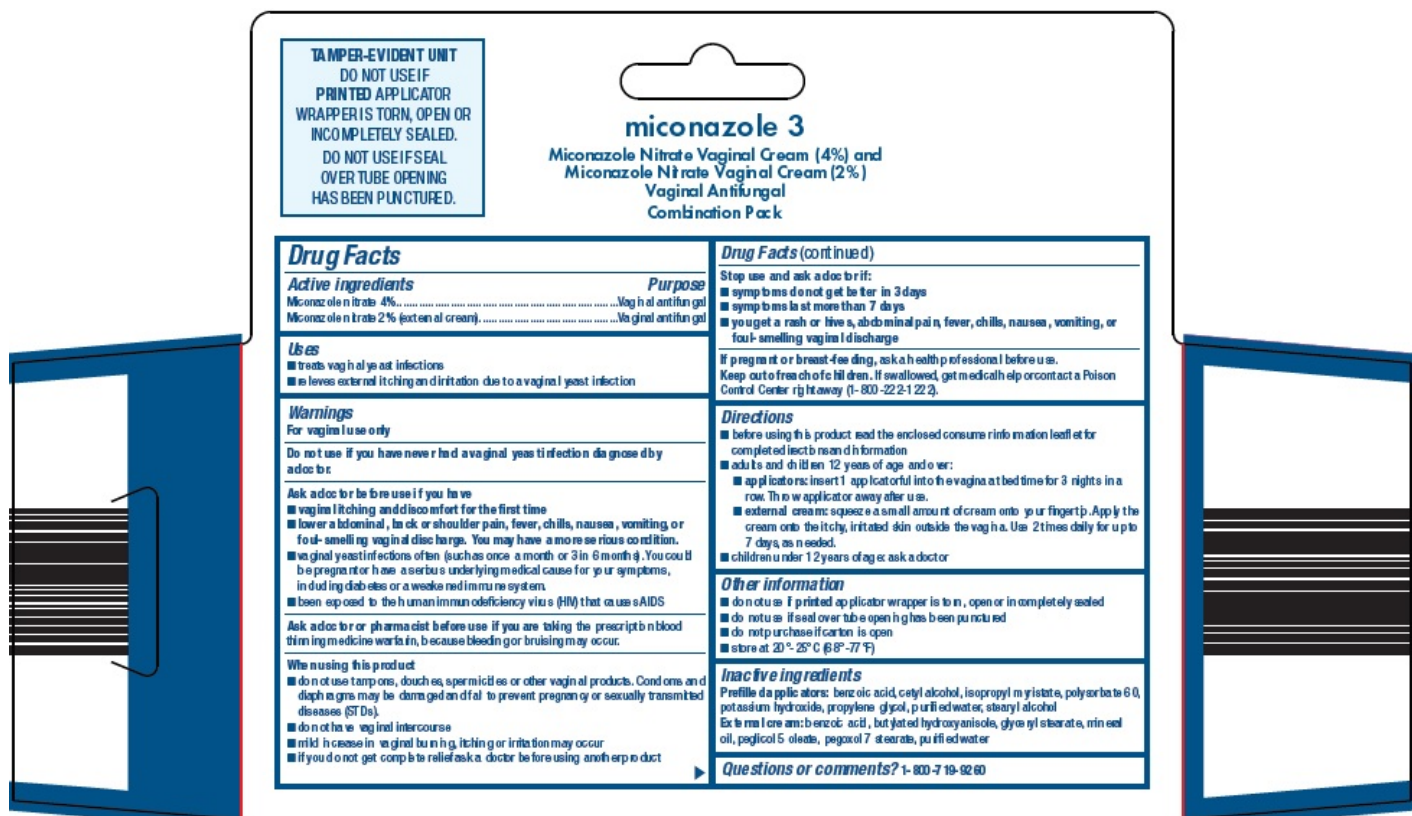 TAMPER-EVIDENT UNIT
DO NOT USE IF
PRINTED APPLICATOR
WRAPPER IS TORN, OPEN OR
INCOMPLETELY SEALED.
DO NOT USE IF SEAL
OVER TUBE OPENING
HAS BEEN PUNCTURED.
miconazole 3
Miconazole Nitrate Vaginal Cream (4%) and
Miconazole Nitrate Vaginal Cream (2%)
Vaginal Antifungal
Combination Pack
Drug Facts
Active ingredients Purpose
Miconazole nitrate 4%..........................................................Vaginal antifungal
Miconazole nitrate 2% (external cream).....................................Vaginal antifungal
Uses
■ treats vaginal yeast infections
■ relieves external itching and irritation due to a vaginal yeast infection
Warnings
For vaginal use only
Do not use if you have never had a vaginal yeast infection diagnosed by
a doctor.
Ask a doctor before use if you have
■ vaginal itching and discomfort for the first time
■ lower abdominal, back or shoulder pain, fever, chills, nausea, vomiting, or
foul-smelling vaginal discharge. You may have a more serious condition.
■ vaginal yeast infections often (such as once a month or 3 in 6 months). You could
be pregnant or have a serious underlying medical cause for your symptoms,
including diabetes or a weakened immune system.
■ been exposed to the human immunodeficiency virus (HIV) that causes AIDS
Ask a doctor or pharmacist before use if you are taking the prescription blood
thinning medicine warfarin, because bleeding or bruising may occur.
When using this product
■ do not use tampons, douches, spermicides or other vaginal products. Condoms and
diaphragms may be damaged and fail to prevent pregnancy or sexually transmitted
diseases (STDs).
■ do not have vaginal intercourse
■ mild increase in vaginal burning, itching or irritation may occur
■ if you do not get complete relief ask a doctor before using another product
Drug Facts (continued)
Stop use and ask a doctor if:
■ symptoms do not get better in 3 days
■ symptoms last more than 7 days
■ you get a rash or hives, abdominal pain, fever, chills, nausea, vomiting, or
foul-smelling vaginal discharge
If pregnant or breast-feeding, ask a health professional before use.
Keep out of reach of children. If swallowed, get medical help or contact a Poison
Control Center right away (1-800-222-1222).
Directions
■ before using this product read the enclosed consumer information leaflet for
complete directions and information
■ adults and children 12 years of age and over:
■ applicators: insert 1 applicatorful into the vagina at bedtime for 3 nights in a
row. Throw applicator away after use.
■ external cream: squeeze a small amount of cream onto your fingertip. Apply the
cream onto the itchy, irritated skin outside the vagina. Use 2 times daily for up to
7 days, as needed.
■ children under 12 years of age: ask a doctor
Other information
■ do not use if printed applicator wrapper is torn, open or incompletely sealed
■ do not use if seal over tube opening has been punctured
■ do not purchase if carton is open
■ store at 20°-25°C (68°-77°F)
Inactive ingredients
Prefilled applicators: benzoic acid, cetyl alcohol, isopropyl myristate, polysorbate 60,
potassium hydroxide, propylene glycol, purified water, stearyl alcohol
External cream: benzoic acid, butylated hydroxyanisole, glyceryl stearate, mineral
oil, peglicol 5 oleate, pegoxol 7 stearate, purified water
Questions or comments? 1-800-719-9260